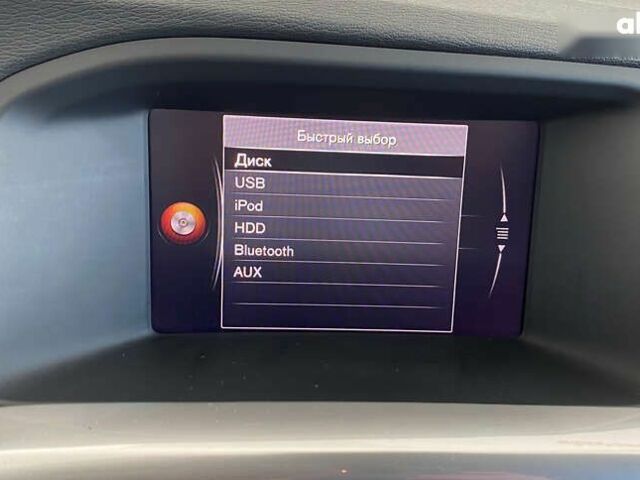 Быстрый выбор
Диск
USB
iPod
HDD
Bluetooth
AUX